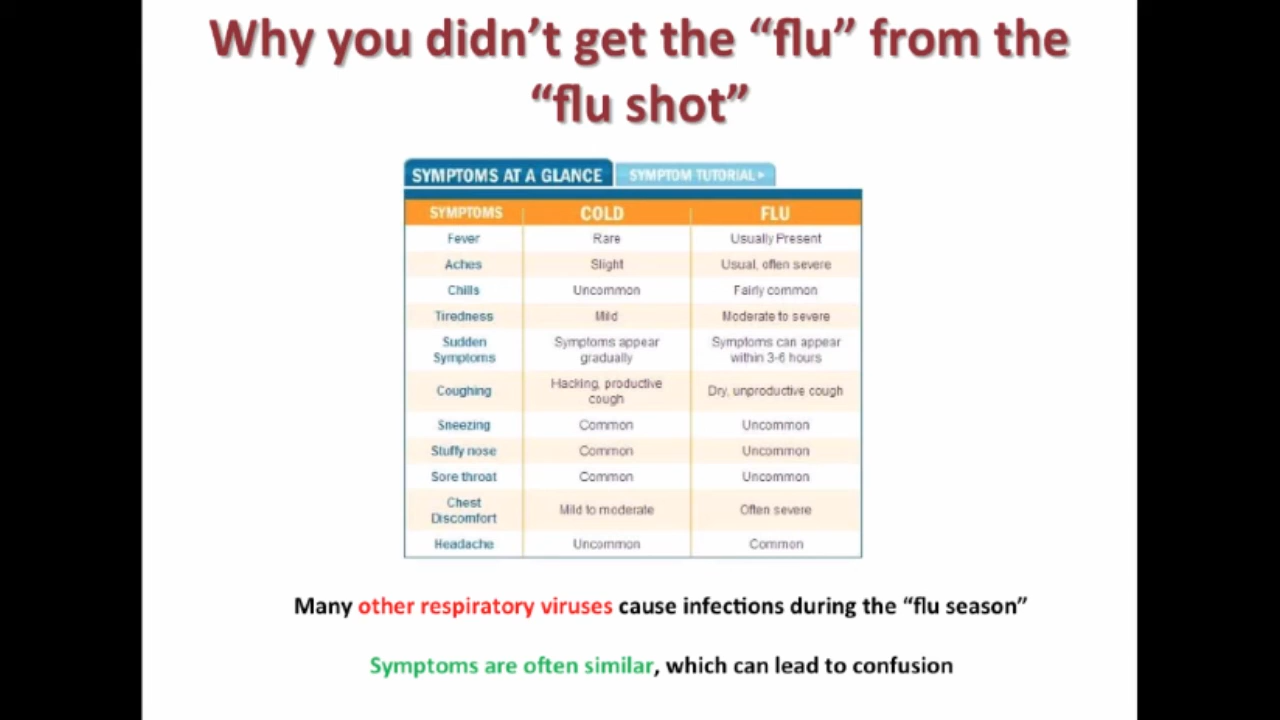 Why you didn’t get the “flu” from the
“flu shot”
SYMPTOMS AT A GLANCE SYMPTOM TUTORIAL ▸
SYMPTOMS COLD FLU
Fever Rare Usually Present
Aches Slight Usual, often severe
Chills Uncommon Fairly common
Tiredness Mild Moderate to severe
Sudden Symptoms appear Symptoms can appear
Symptoms gradually within 3-6 hours
Coughing Hacking, productive Dry, unproductive cough
cough
Sneezing Common Uncommon
Stuffy nose Common Uncommon
Sore throat Common Uncommon
Chest Mild to moderate Often severe
Discomfort
Headache Uncommon Common
Many other respiratory viruses cause infections during the “flu season”
Symptoms are often similar, which can lead to confusion